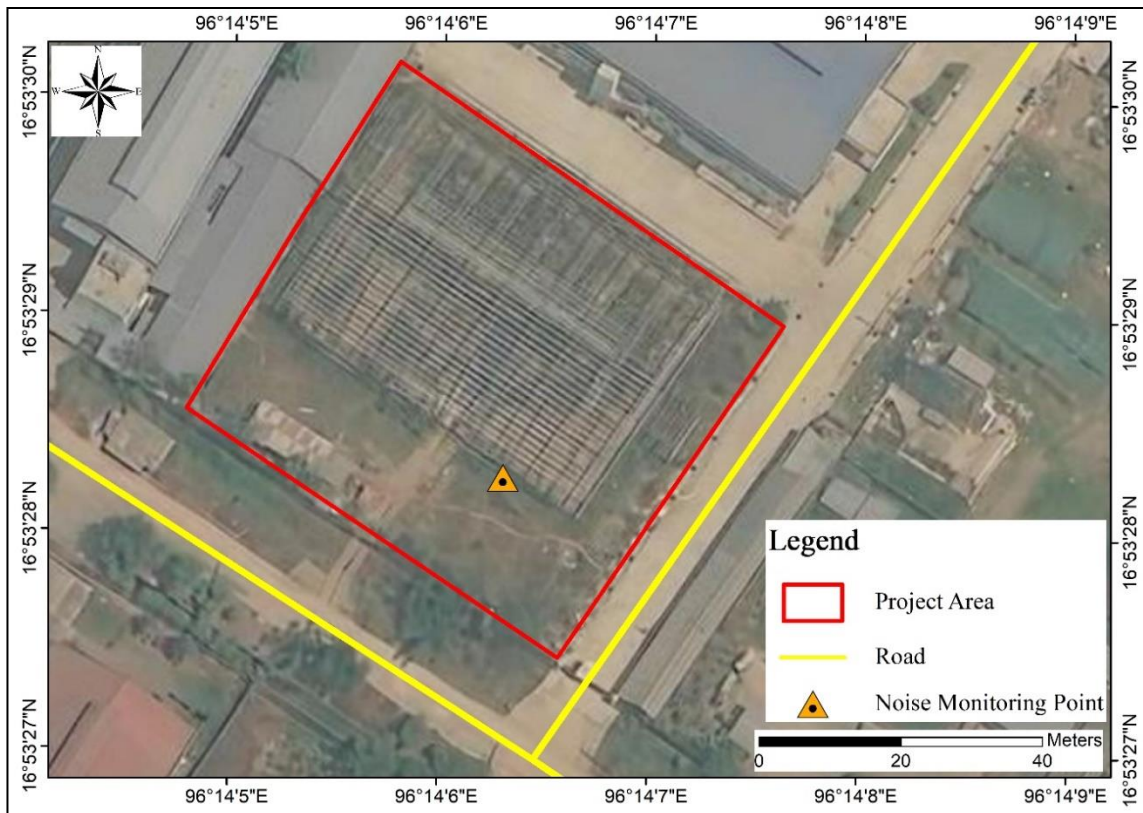 96°14'5"E 96°14'6"E 96°14'7"E 96°14'8"E 96°14'9"E
N
W E
S
16°53'30"N 16°53'30"N
16°53'29"N 16°53'29"N
16°53'28"N 16°53'28"N
Legend
Project Area
Road
Noise Monitoring Point
16°53'27"N 16°53'27"N
Meters
0 20 40
96°14'5"E 96°14'6"E 96°14'7"E 96°14'8"E 96°14'9"E